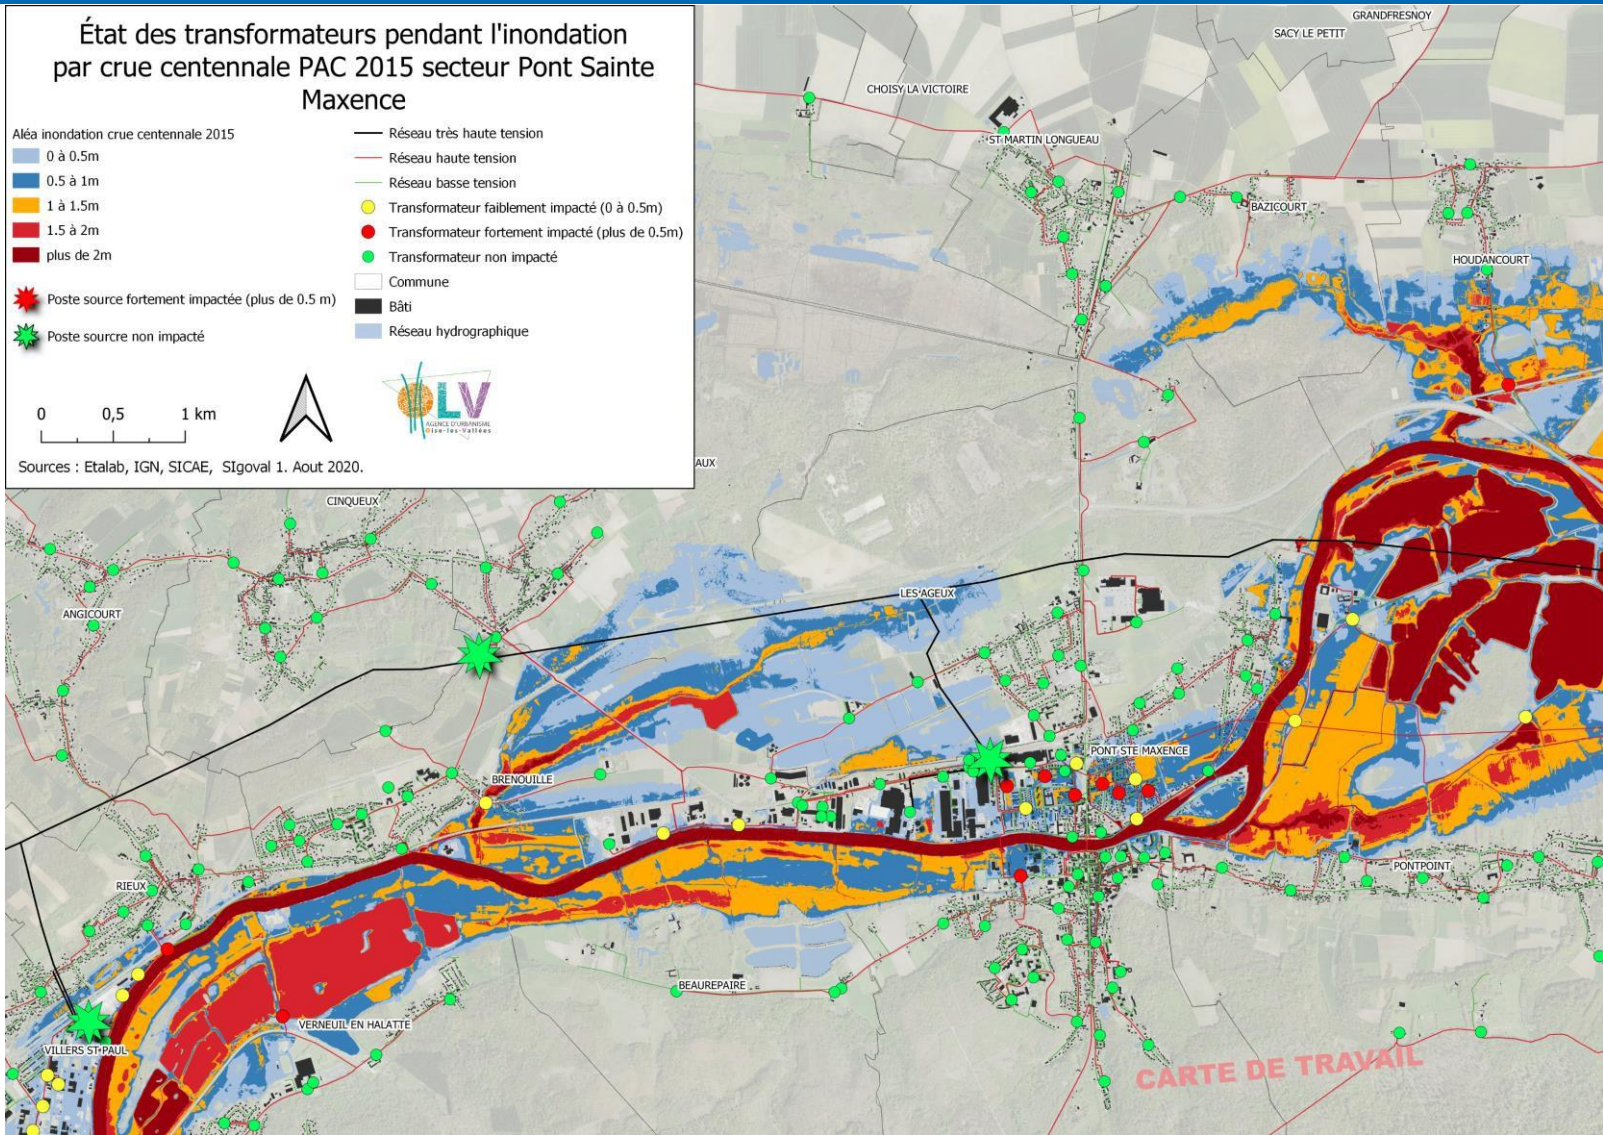 État des transformateurs pendant l'inondation
par crue centennale PAC 2015 secteur Pont Sainte
Maxence
Aléa inondation crue centennale 2015
0 à 0.5m
0.5 à 1m
1 à 1.5m
1.5 à 2m
plus de 2m
Poste source fortement impactée (plus de 0.5 m)
Poste sourcre non impacté
Réseau très haute tension
Réseau haute tension
Réseau basse tension
Transformateur faiblement impacté (0 à 0.5m)
Transformateur fortement impacté (plus de 0.5m)
Transformateur non impacté
Commune
Bâti
Réseau hydrographique
0 0,5 1 km
OLV
AGENCE D'URBANISME
Oise-les-Vallées
Sources : Etalab, IGN, SICAE, SIgoval 1. Aout 2020.
GRANDFRESNOY
SACY LE PETIT
CHOISY LA VICTOIRE
ST MARTIN LONGUEAU
BAZICOURT
HOUDANCOURT
AUX
CINQUEUX
LES AGEUX
ANGICOURT
PONT STE MAXENCE
BRENOUILLE
PONTPOINT
RIEUX
BEAUREPAIRE
VERNEUIL EN HALATTE
VILLERS ST PAUL
CARTE DE TRAVAIL